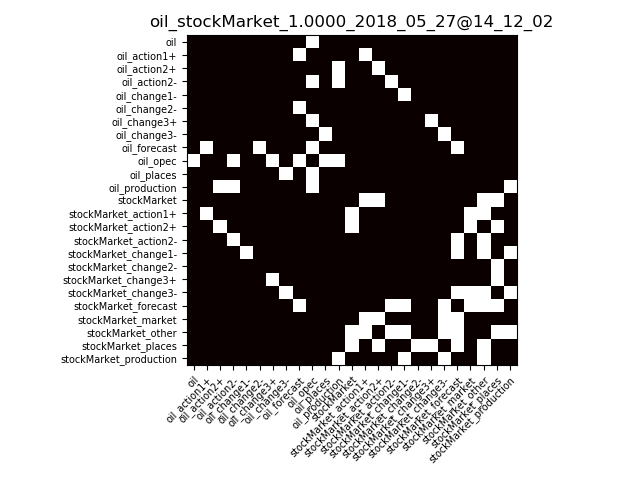 oil_stockMarket_1.0000_2018_05_27@14_12_02
oil
oil_action1+
oil_action2+
oil_action2-
oil_change1-
oil_change2-
oil_change3+
oil_change3-
oil_forecast
oil_opec
oil_places
oil_production
stockMarket
stockMarket_action1+
stockMarket_action2+
stockMarket_action2-
stockMarket_change1-
stockMarket_change2-
stockMarket_change3+
stockMarket_change3-
stockMarket_forecast
stockMarket_market
stockMarket_other
stockMarket_places
stockMarket_production
oil
oil_action1+
oil_action2+
oil_action2-
oil_change1-
oil_change2-
oil_change3+
oil_change3-
oil_forecast
oil_opec
oil_places
oil_production
stockMarket
stockMarket_action1+
stockMarket_action2+
stockMarket_action2-
stockMarket_change1-
stockMarket_change2-
stockMarket_change3+
stockMarket_change3-
stockMarket_forecast
stockMarket_market
stockMarket_other
stockMarket_places
stockMarket_production